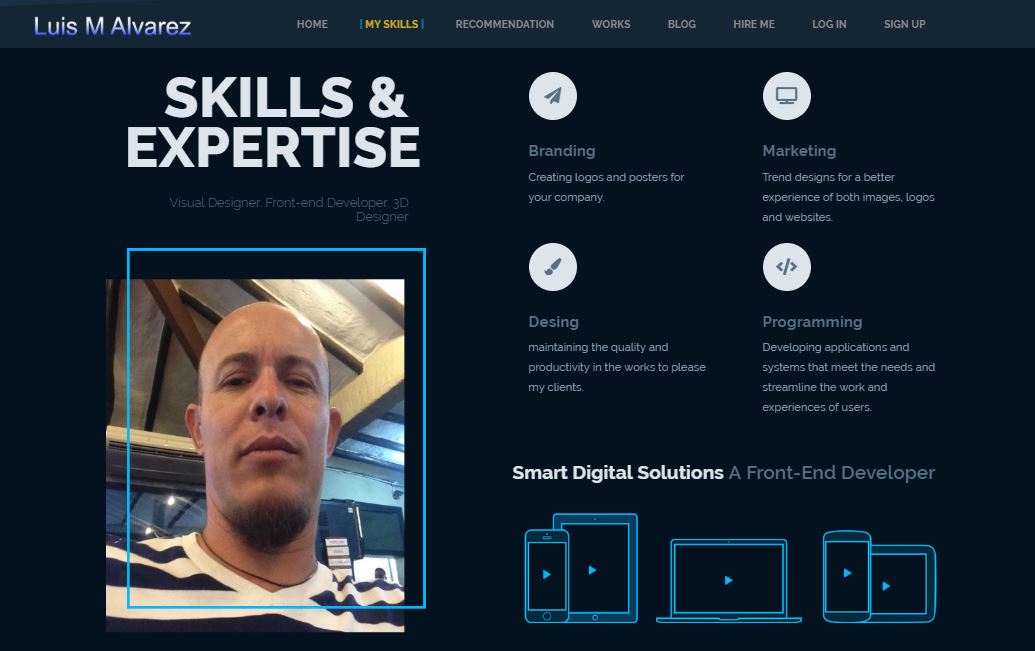 Luis M Alvarez
HOME
| MY SKILLS |
RECOMMENDATION
WORKS
BLOG
HIRE ME
LOG IN
SIGN UP
SKILLS &
EXPERTISE
Visual Designer. Front-end Developer. 3D
Designer
Branding
Creating logos and posters for
your company.
Marketing
Trend designs for a better
experience of both images, logos
and websites.
Desing
maintaining the quality and
productivity in the works to please
my clients.
Programming
Developing applications and
systems that meet the needs and
streamline the work and
experiences of users.
Smart Digital Solutions A Front-End Developer